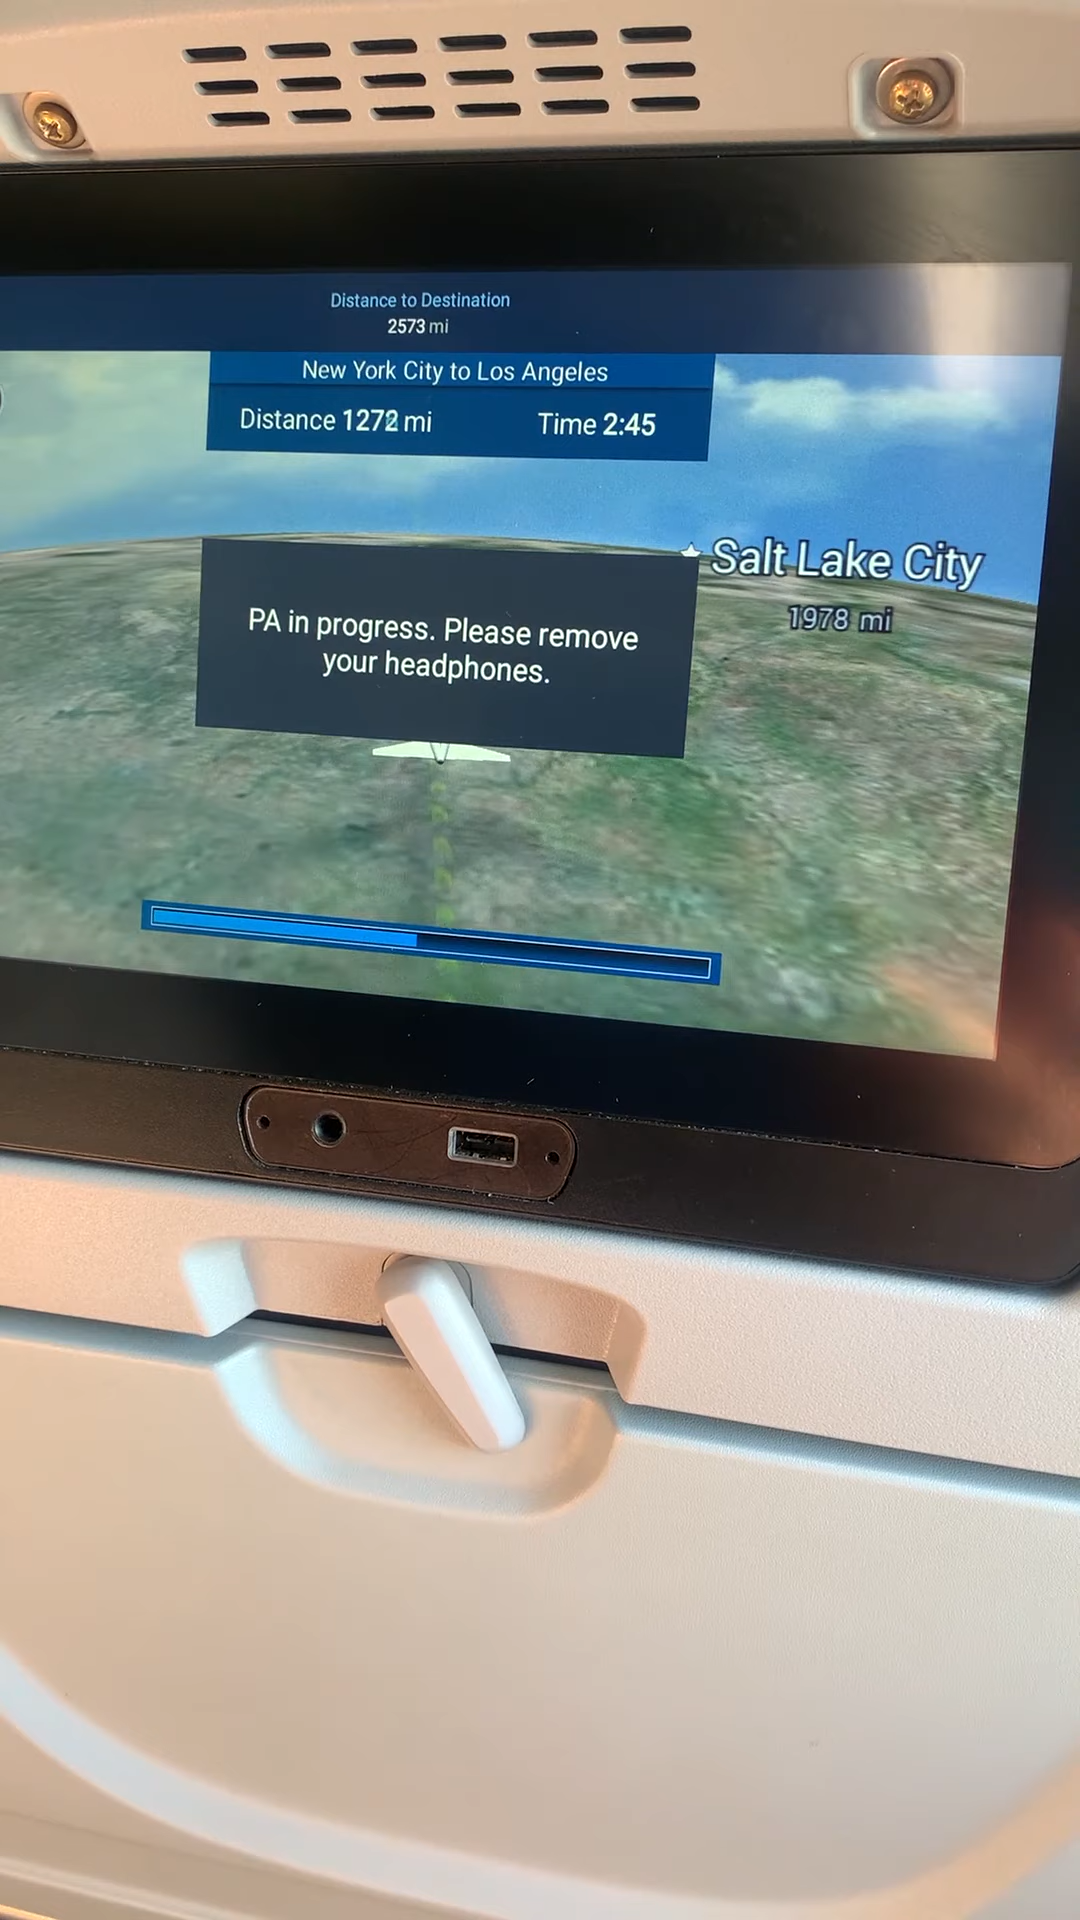 Distance to Destination
2573 mi
New York City to Los Angeles
Distance 1272 mi Time 2:45
Salt Lake City
1978 mi
PA in progress. Please remove
your headphones.